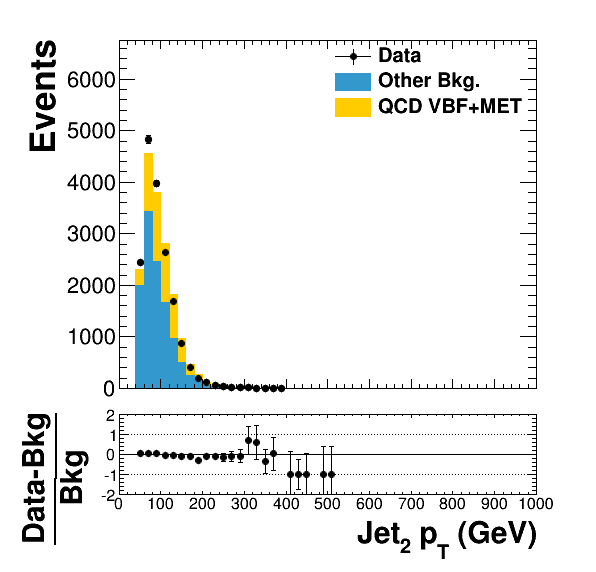 Events
6000
5000
4000
3000
2000
1000
0
Data
Other Bkg.
QCD VBF+MET
Data-Bkg
Bkg
2
1
0
-1
-2
0 100 200 300 400 500 600 700 800 900 1000
Jet2 pT (GeV)